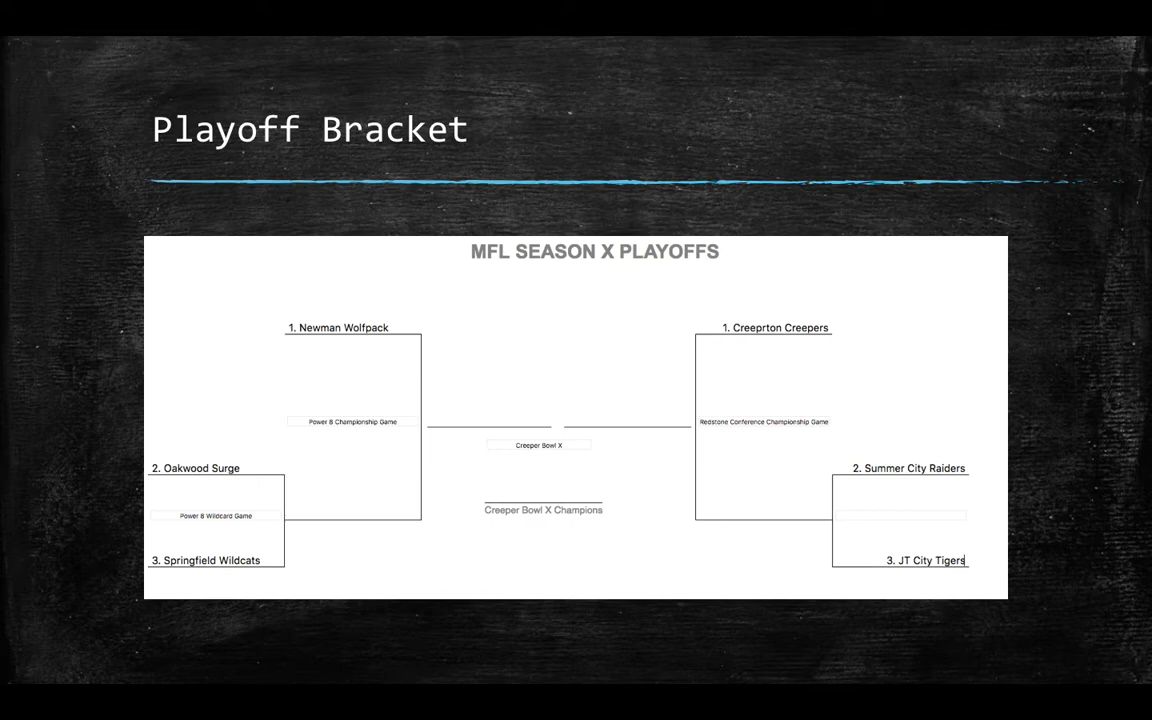 Playoff Bracket
MFL SEASON X PLAYOFFS
1. Newman Wolfpack
1. Creeprton Creepers
Power 8 Championship Game
Redstone Conference Championship Game
Creeper Bowl X
2. Oakwood Surge
2. Summer City Raiders
Creeper Bowl X Champions
Power 8 Wildcard Game
3. Springfield Wildcats
3. JT City Tigers